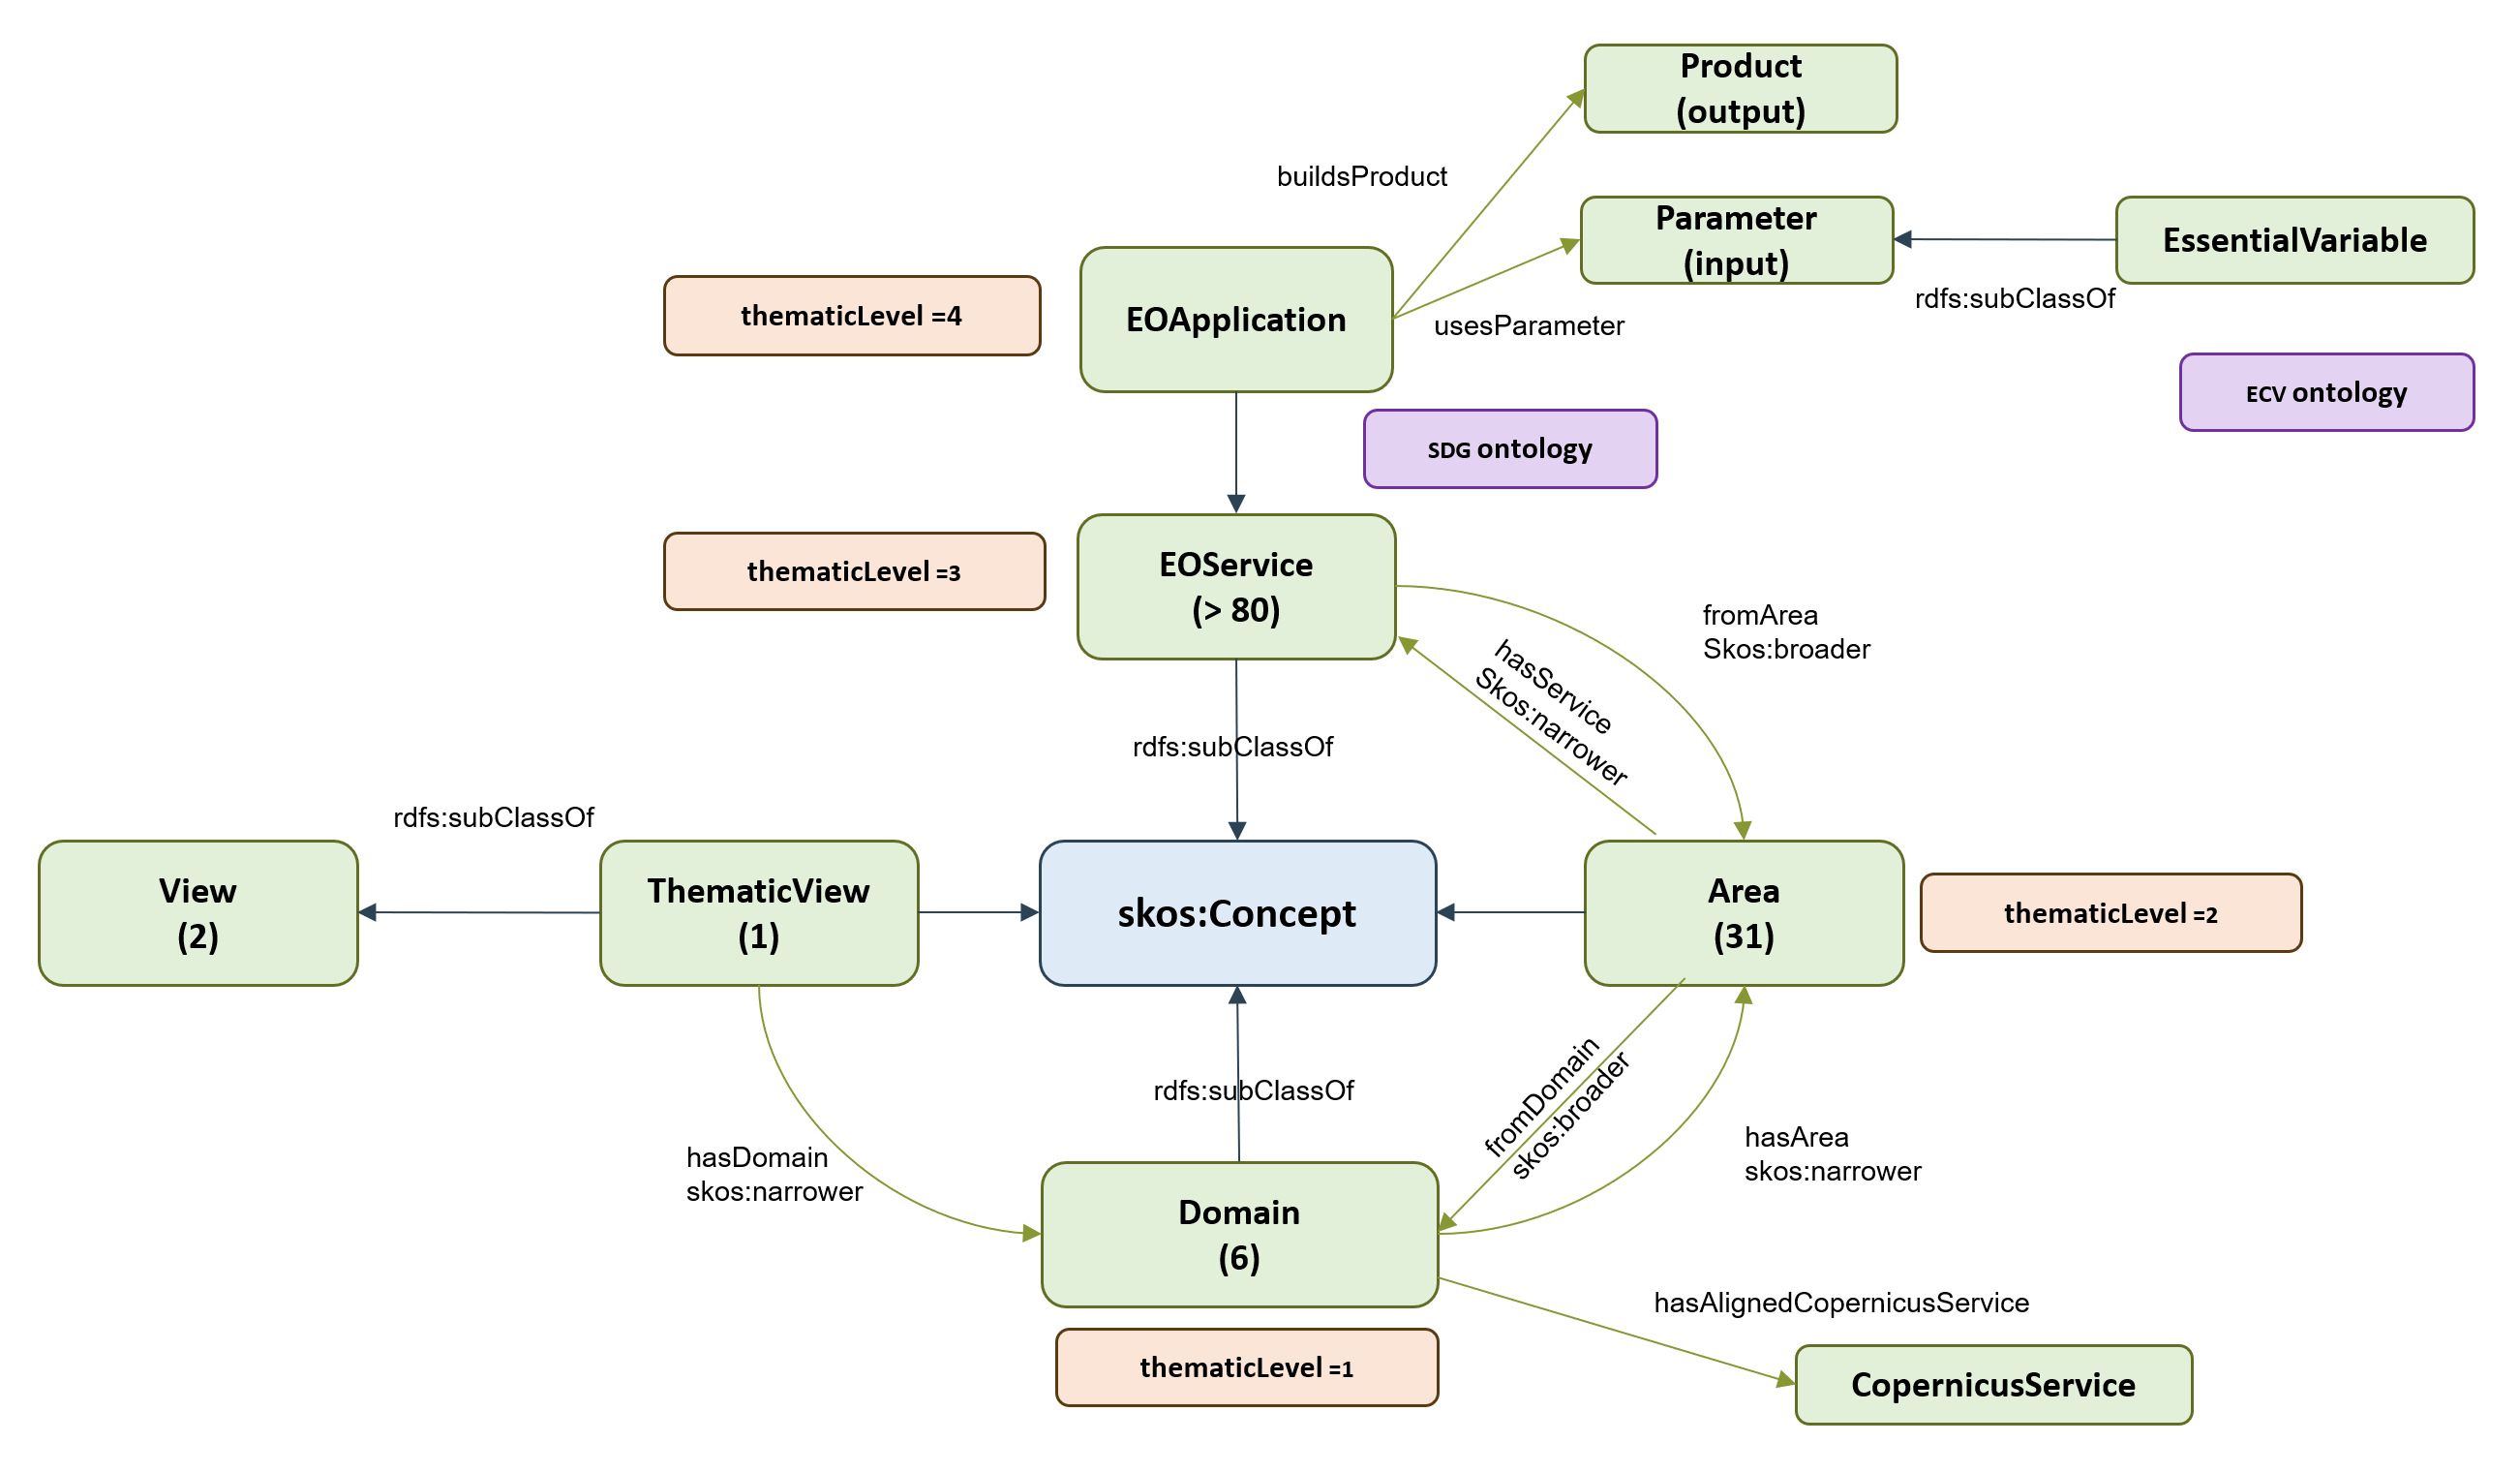 Product
(output)
buildsProduct
Parameter
(input)
EssentialVariable
rdfs:subClassOf
thematicLevel =4
EOApplication
usesParameter
ECV ontology
SDG ontology
thematicLevel =3
EOService
(> 80)
fromArea
Skos:broader
hasService
Skos:narrower
rdfs:subClassOf
rdfs:subClassOf
View
(2)
ThematicView
(1)
skos:Concept
Area
(31)
thematicLevel =2
fromDomain
skos:broader
rdfs:subClassOf
hasDomain
skos:narrower
hasArea
skos:narrower
Domain
(6)
hasAlignedCopernicusService
thematicLevel =1
CopernicusService